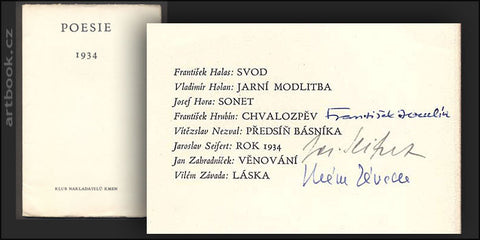 artbook.cz
POESIE
1934
KLUB NAKLADATELŮ KMEN
František Halas: SVOD
Vladimír Holan: JARNÍ MODLITBA
Josef Hora: SONET
František Hrubín: CHVALOZPĚV František Hrubín
Vítězslav Nezval: PŘEDSÍŇ BÁSNÍKA
Jaroslav Seifert: ROK 1934 Jar. Seifert
Jan Zahradníček: VĚNOVÁNÍ
Vilém Závada: LÁSKA Vilém Závada